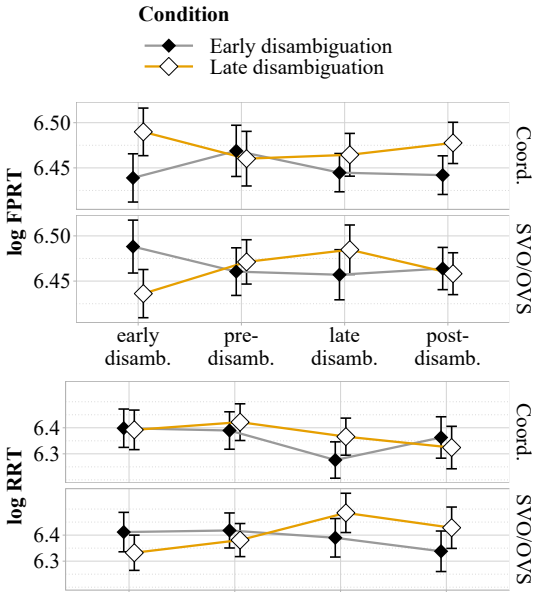 Condition
Early disambiguation
Late disambiguation
log FPRT
6.50
6.45
Coord.
6.50
6.45
SVO/OVS
early
disamb.
pre-
disamb.
late
disamb.
post-
disamb.
log RRT
6.4
6.3
Coord.
6.4
6.3
SVO/OVS